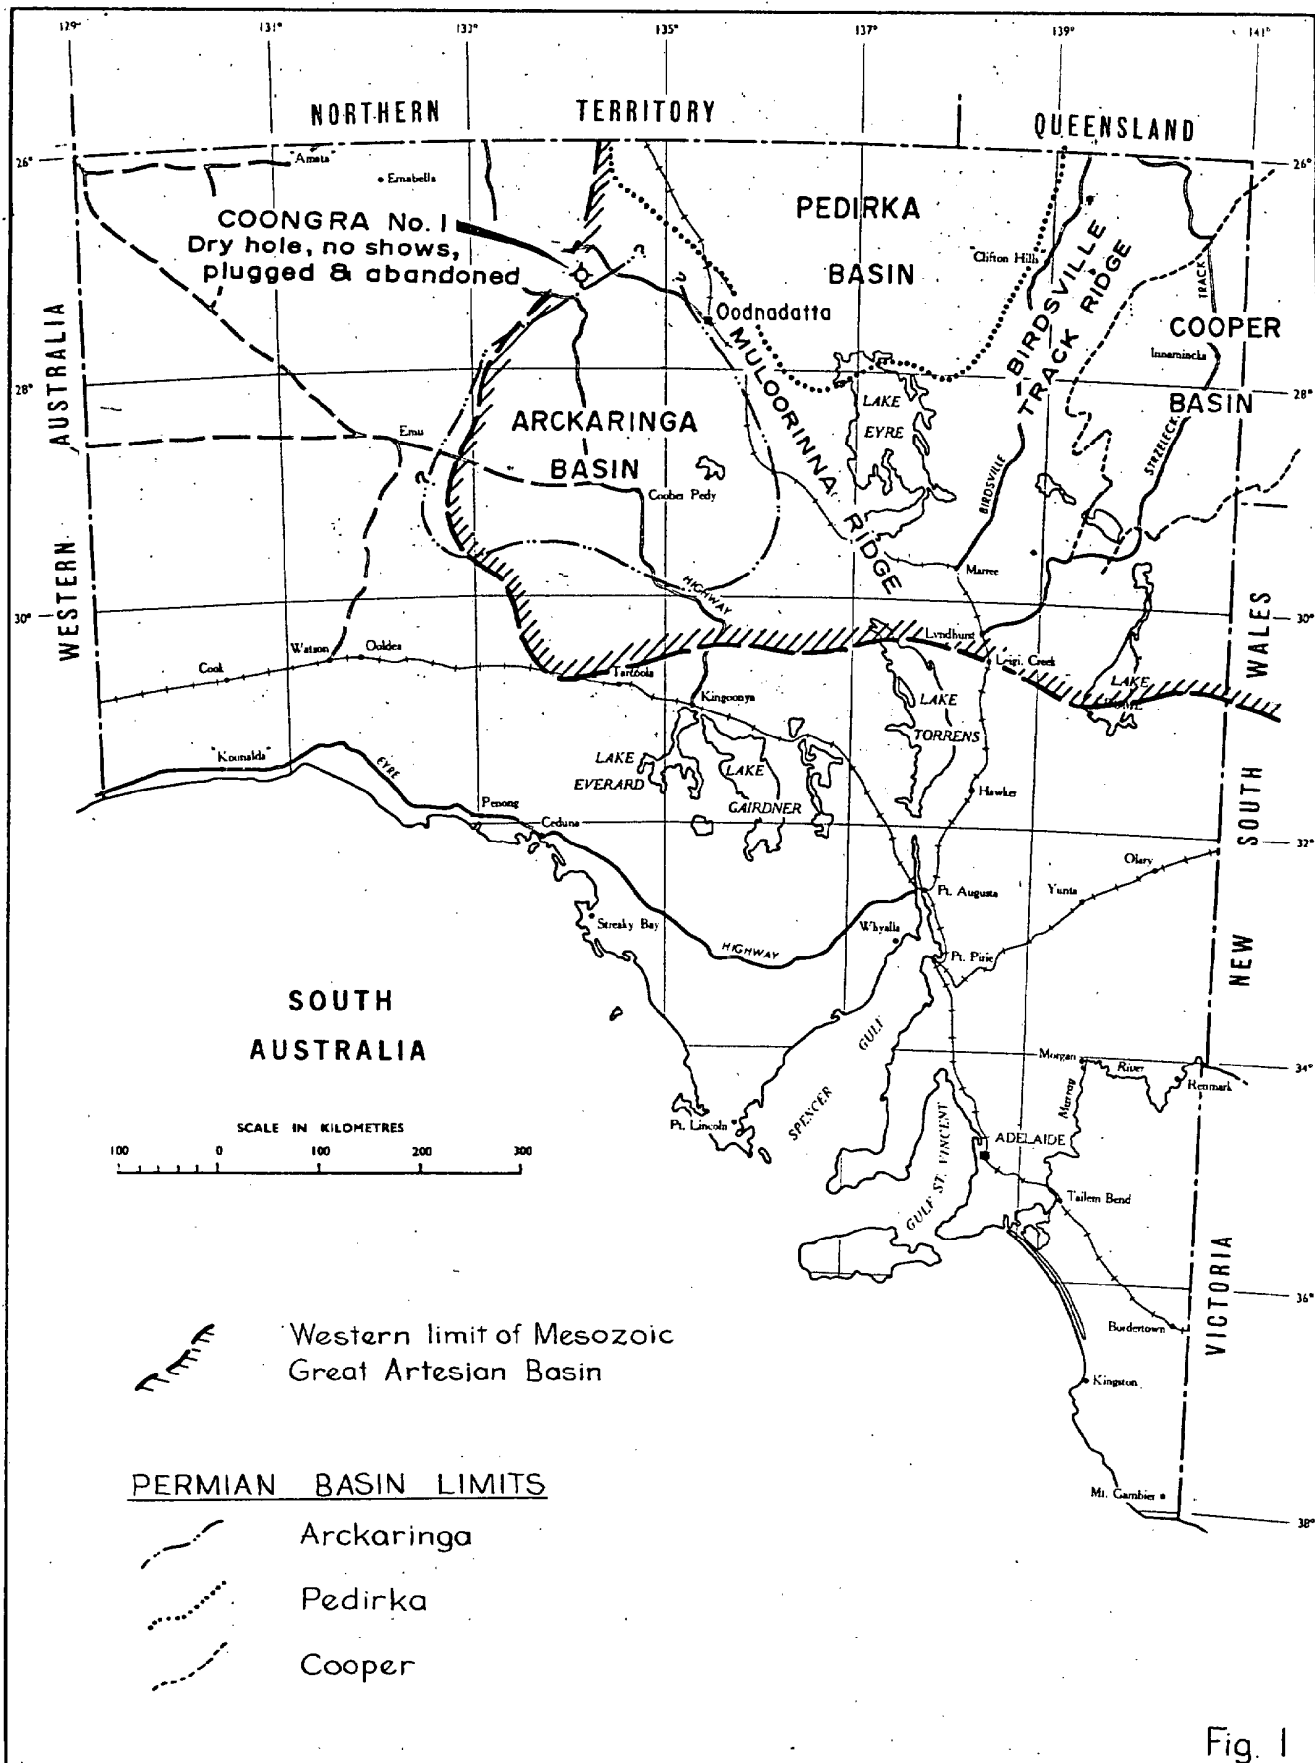 129° 131° 133° 135° 137° 139° 141°
NORTHERN TERRITORY
QUEENSLAND
26° 26°
Amata
Ernabella
PEDIRKA
BASIN
COONGRA No. 1
Dry hole, no shows,
plugged & abandoned
"Clifton Hills"
BIRDSVILLE
TRACK RIDGE
TRACK
Oodnadatta
COOPER
BASIN
Innamincka
MULOORINNA RIDGE
AUSTRALIA
28° 28°
LAKE
EYRE
ARCKARINGA
BASIN
Emu
Coober Pedy
BIRDSVILLE
STRZELECKI
Marree
HIGHWAY
WESTERN
30° 30°
Watson
Ooldea
Cook
Tarcoola
Lyndhurst
Leigh Creek
WALES
Kingoonya
LAKE
TORRENS
LAKE
"Kounalda"
EYRE
LAKE
EVERARD
LAKE
GAIRDNER
Hawker
Penong
Ceduna
SOUTH
32°
Olary
Yunta
Pt. Augusta
Streaky Bay
HIGHWAY
Whyalla
Pt. Pirie
NEW
SOUTH
AUSTRALIA
GULF
SPENCER
Morgan
River
Renmark
34°
Murray
SCALE IN KILOMETRES
100 0 100 200 300
Pt. Lincoln
GULF ST. VINCENT
ADELAIDE
Tailem Bend
VICTORIA
36°
Bordertown
Kingston
Mt. Gambier
38°
Western limit of Mesozoic
Great Artesian Basin
PERMIAN BASIN LIMITS
Arckaringa
Pedirka
Cooper
Fig. 1